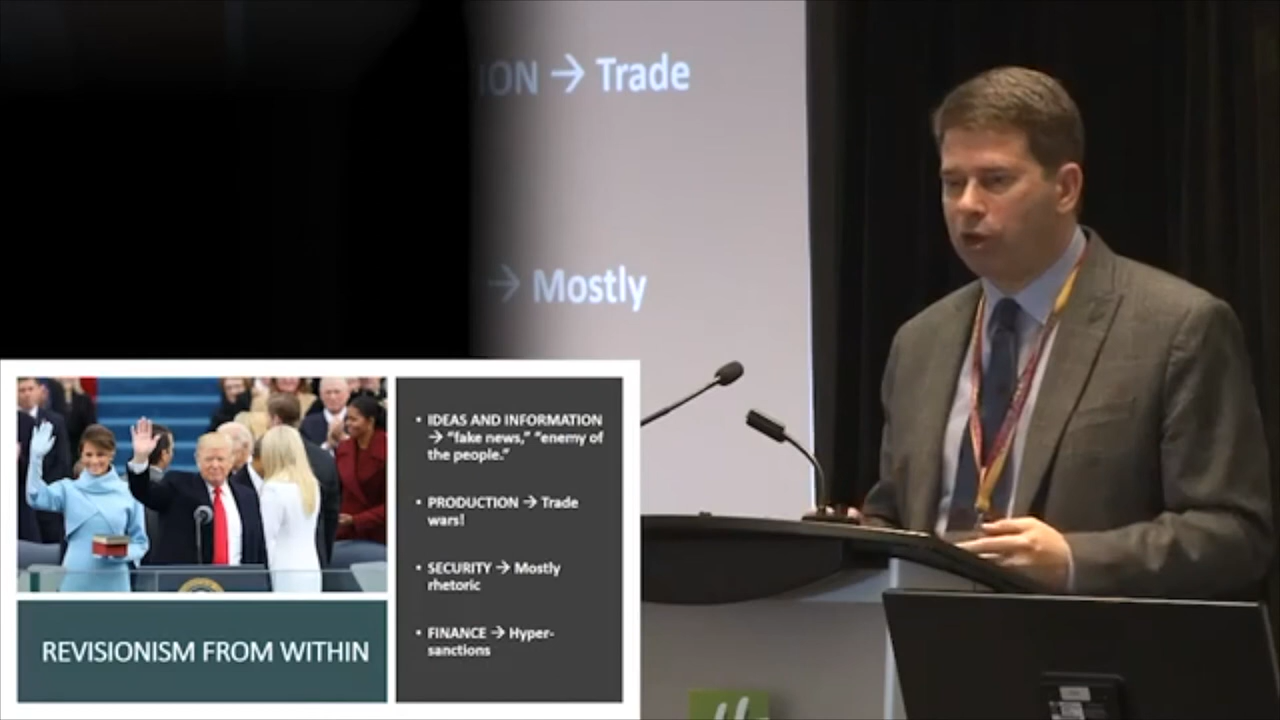 ION → Trade
→ Mostly
• IDEAS AND INFORMATION
→ “fake news,” “enemy of
the people.”
• PRODUCTION → Trade
wars!
• SECURITY → Mostly
rhetoric
• FINANCE → Hyper-
sanctions
REVISIONISM FROM WITHIN